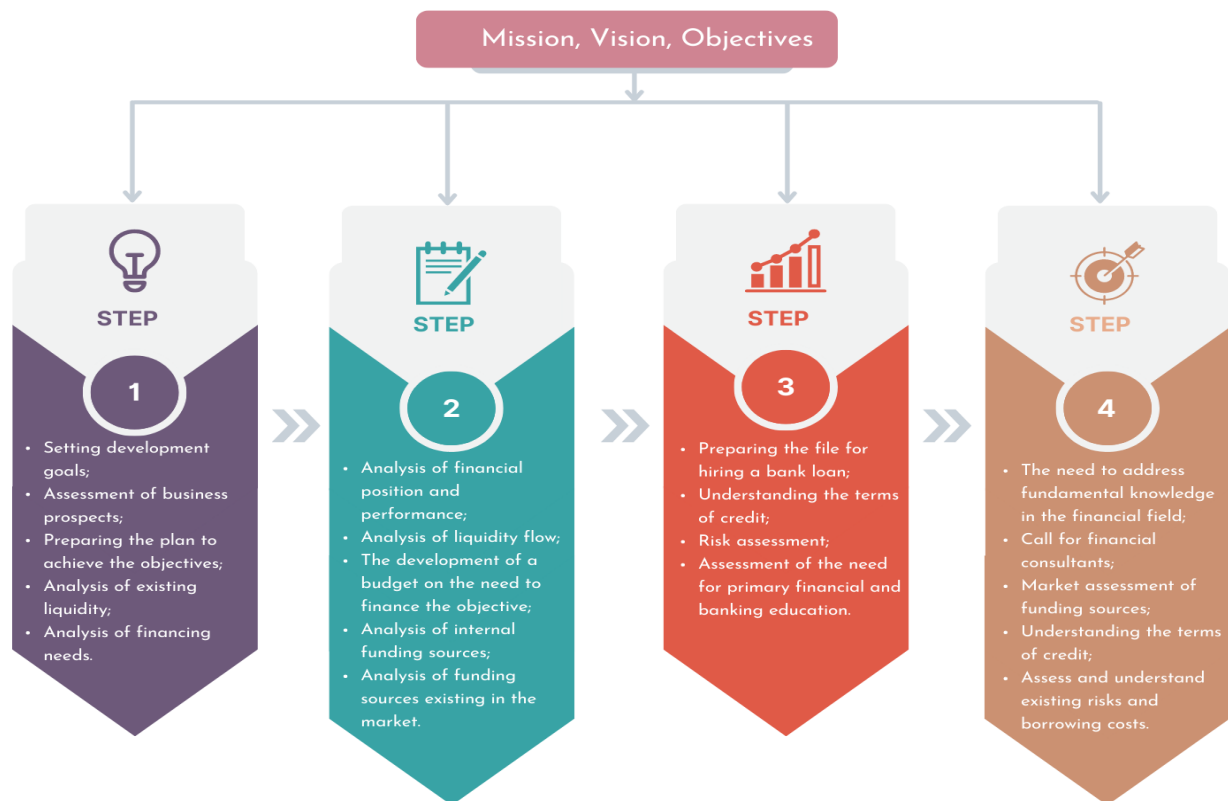 Mission, Vision, Objectives
STEP
1
• Setting development
goals;
• Assessment of business
prospects;
• Preparing the plan to
achieve the objectives;
• Analysis of existing
liquidity;
• Analysis of financing
needs.
STEP
2
• Analysis of financial
position and
performance;
• Analysis of liquidity flow;
• The development of a
budget on the need to
finance the objective;
• Analysis of internal
funding sources;
• Analysis of funding
sources existing in the
market.
STEP
3
• Preparing the file for
hiring a bank loan;
• Understanding the terms
of credit;
• Risk assessment;
• Assessment of the need
for primary financial and
banking education.
STEP
4
• The need to address
fundamental knowledge
in the financial field;
• Call for financial
consultants;
• Market assessment of
funding sources;
• Understanding the terms
of credit;
• Assess and understand
existing risks and
borrowing costs.